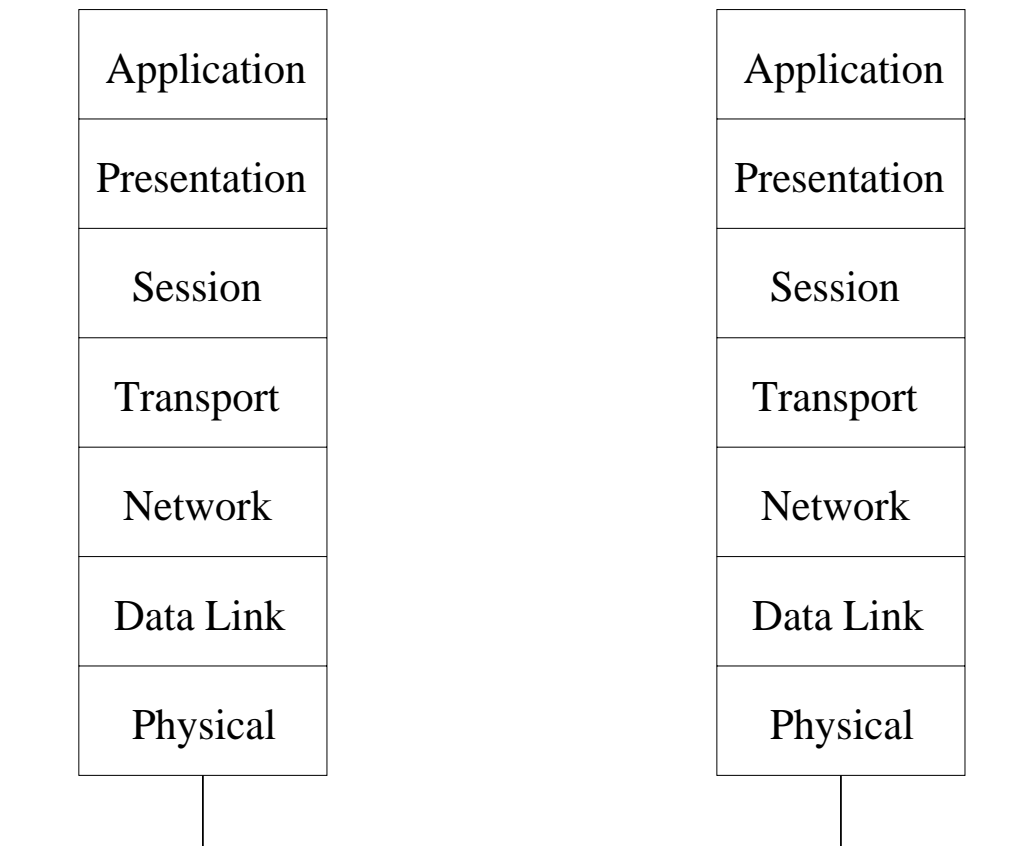 Application Application
Presentation Presentation
Session Session
Transport Transport
Network Network
Data Link Data Link
Physical Physical